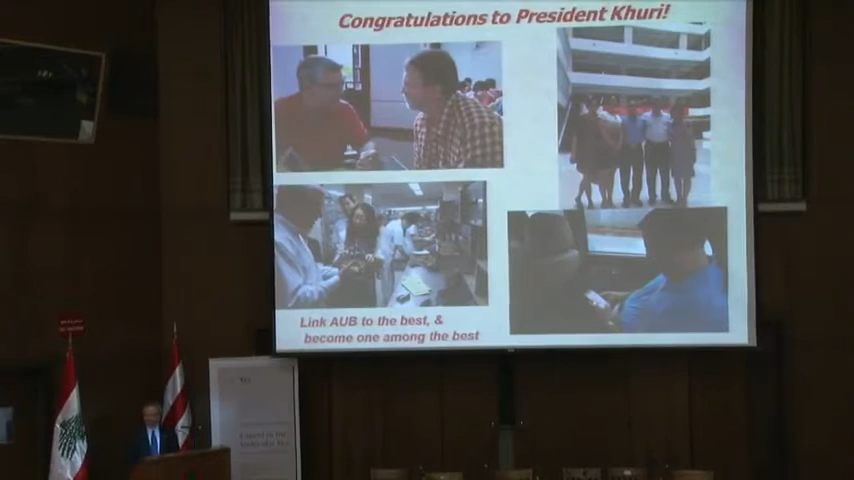 Congratulations to President Khuri!
Link AUB to the best, &
become one among the best